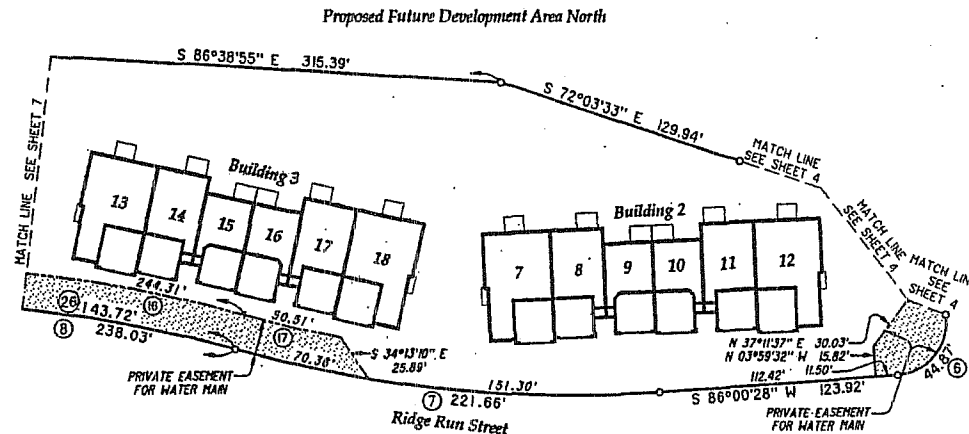 Proposed Future Development Area North
S 86°38'55" E 315.39'
S 72°03'33" E 129.94'
MATCH LINE
SEE SHEET 4
MATCH LINE SEE SHEET 7
Building 3
13
14
15
16
17
18
Building 2
7
8
9
10
11
12
MATCH LINE
SEE SHEET 4
MATCH LINE
SEE
SHEET 4
244.31'
16
26
143.72'
8
238.03'
90.51'
17
70.36'
S 34°13'10" E
25.89'
PRIVATE EASEMENT
FOR WATER MAIN
151.30'
7 221.66'
Ridge Run Street
N 37°11'37" E 30.03'
N 03°59'32" W 15.82'
11.50'
112.42'
S 86°00'28" W 123.92'
44.87'
6
PRIVATE EASEMENT
FOR WATER MAIN